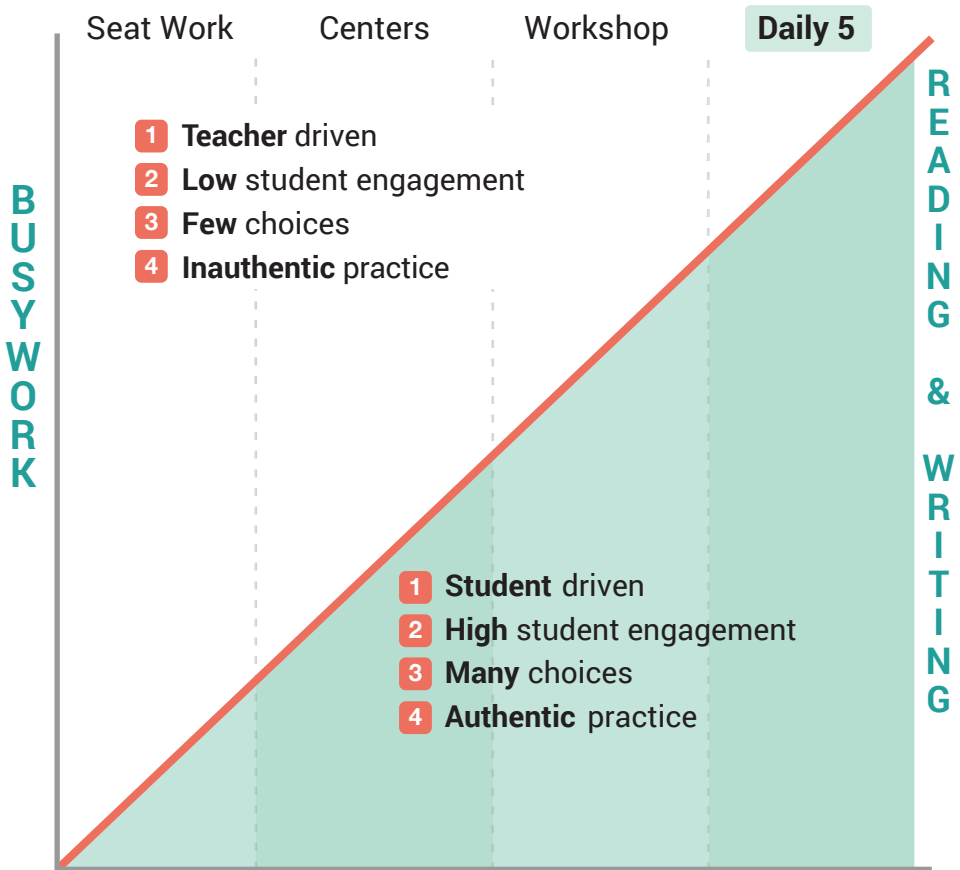 Seat Work Centers Workshop Daily 5
BUSYWORK
1 Teacher driven
2 Low student engagement
3 Few choices
4 Inauthentic practice
READING & WRITING
1 Student driven
2 High student engagement
3 Many choices
4 Authentic practice